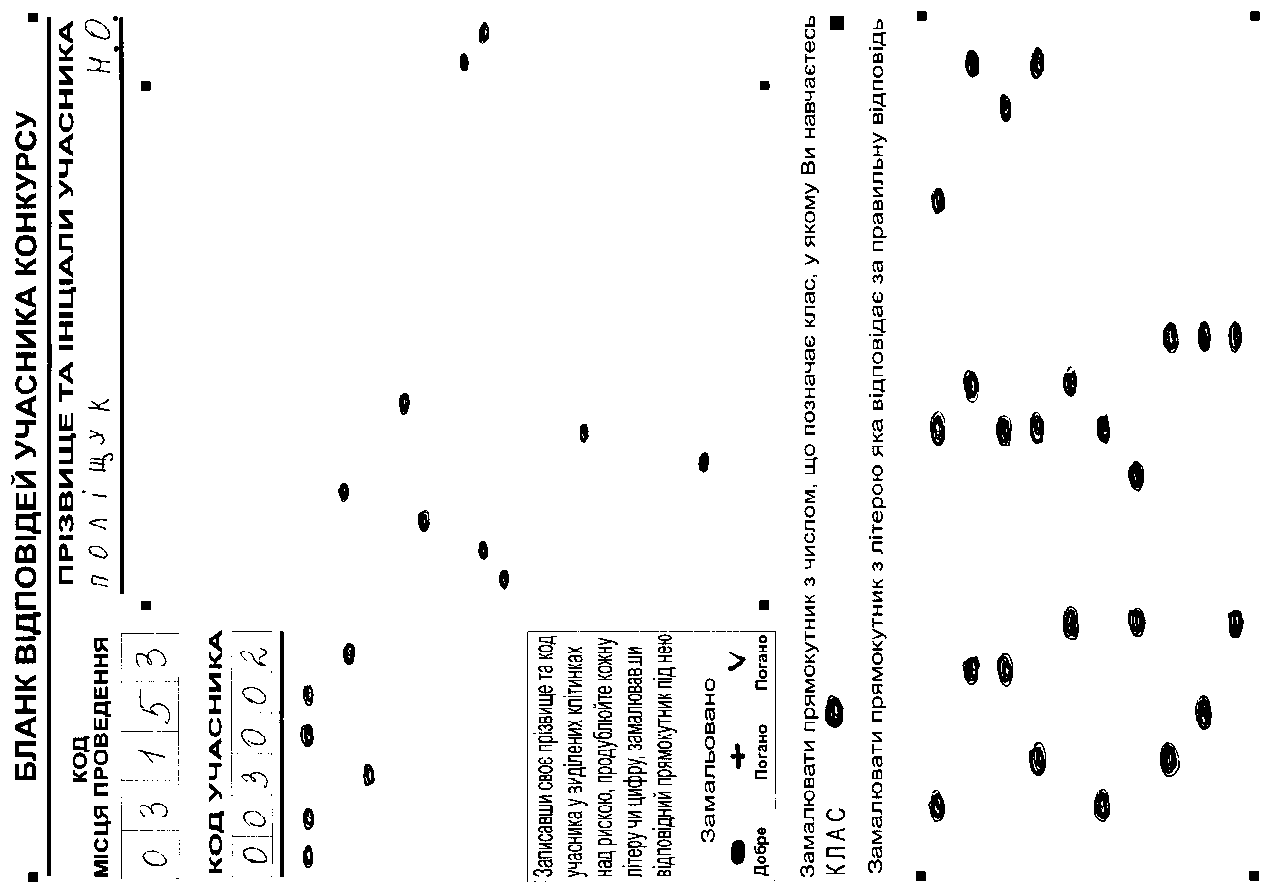 БЛАНК ВІДПОВІДЕЙ УЧАСНИКА КОНКУРСУ
КОД
МІСЦЯ ПРОВЕДЕННЯ
0 3 1 5 3
ПРІЗВИЩЕ ТА ІНІЦІАЛИ УЧАСНИКА
ПОЛІЩУК Н.О.
КОД УЧАСНИКА
0 0 3 0 0 2
Записавши своє прізвище та код
учасника у виділених клітинках
над рискою, продублюйте кожну
літеру чи цифру, замалювавши
відповідний прямокутник під нею
Замальовано
Добре Погано Погано
Замалювати прямокутник з числом, що позначає клас, у якому Ви навчаєтесь
КЛАС
Замалювати прямокутник з літерою яка відповідає за правильну відповідь